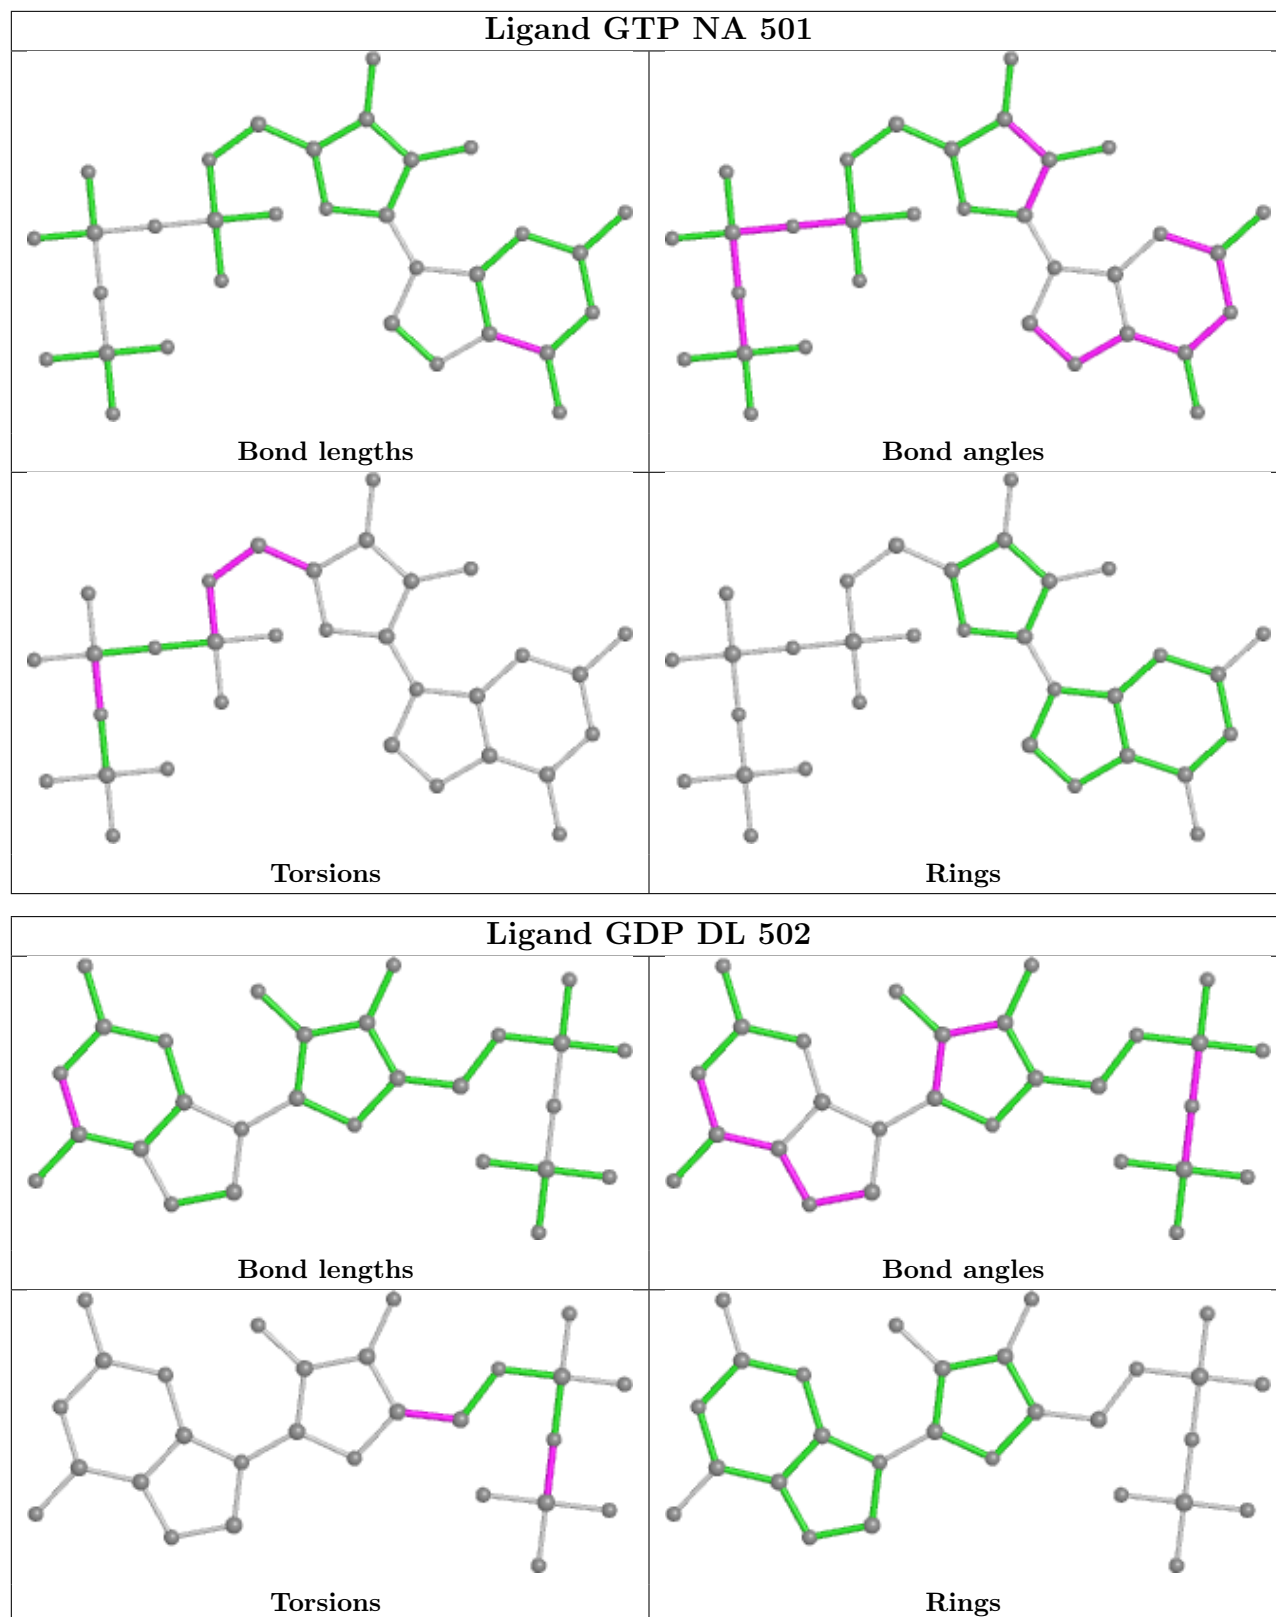 Ligand GTP NA 501
Bond lengths
Bond angles
Torsions
Rings
Ligand GDP DL 502
Bond lengths
Bond angles
Torsions
Rings